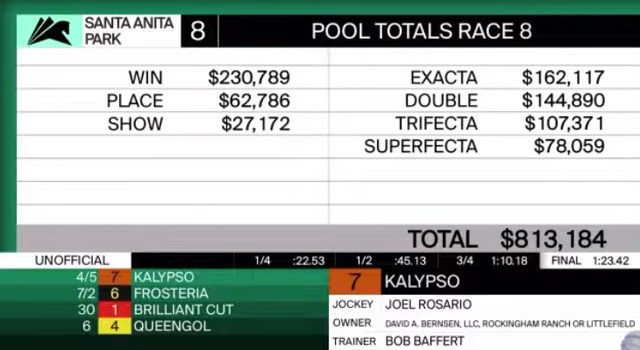 SANTA ANITA PARK 8 POOL TOTALS RACE 8
WIN $230,789
PLACE $62,786
SHOW $27,172
EXACTA $162,117
DOUBLE $144,890
TRIFECTA $107,371
SUPERFECTA $78,059
TOTAL $813,184
UNOFFICIAL 1/4 :22.53 1/2 :45.13 3/4 1:10.18 FINAL 1:23.42
4/5 7 KALYPSO
7/2 6 FROSTERIA
30 1 BRILLIANT CUT
6 4 QUEENGOL
7 KALYPSO
JOCKEY JOEL ROSARIO
OWNER DAVID A. BERNSEN, LLC, ROCKINGHAM RANCH OR LITTLEFIELD
TRAINER BOB BAFFERT